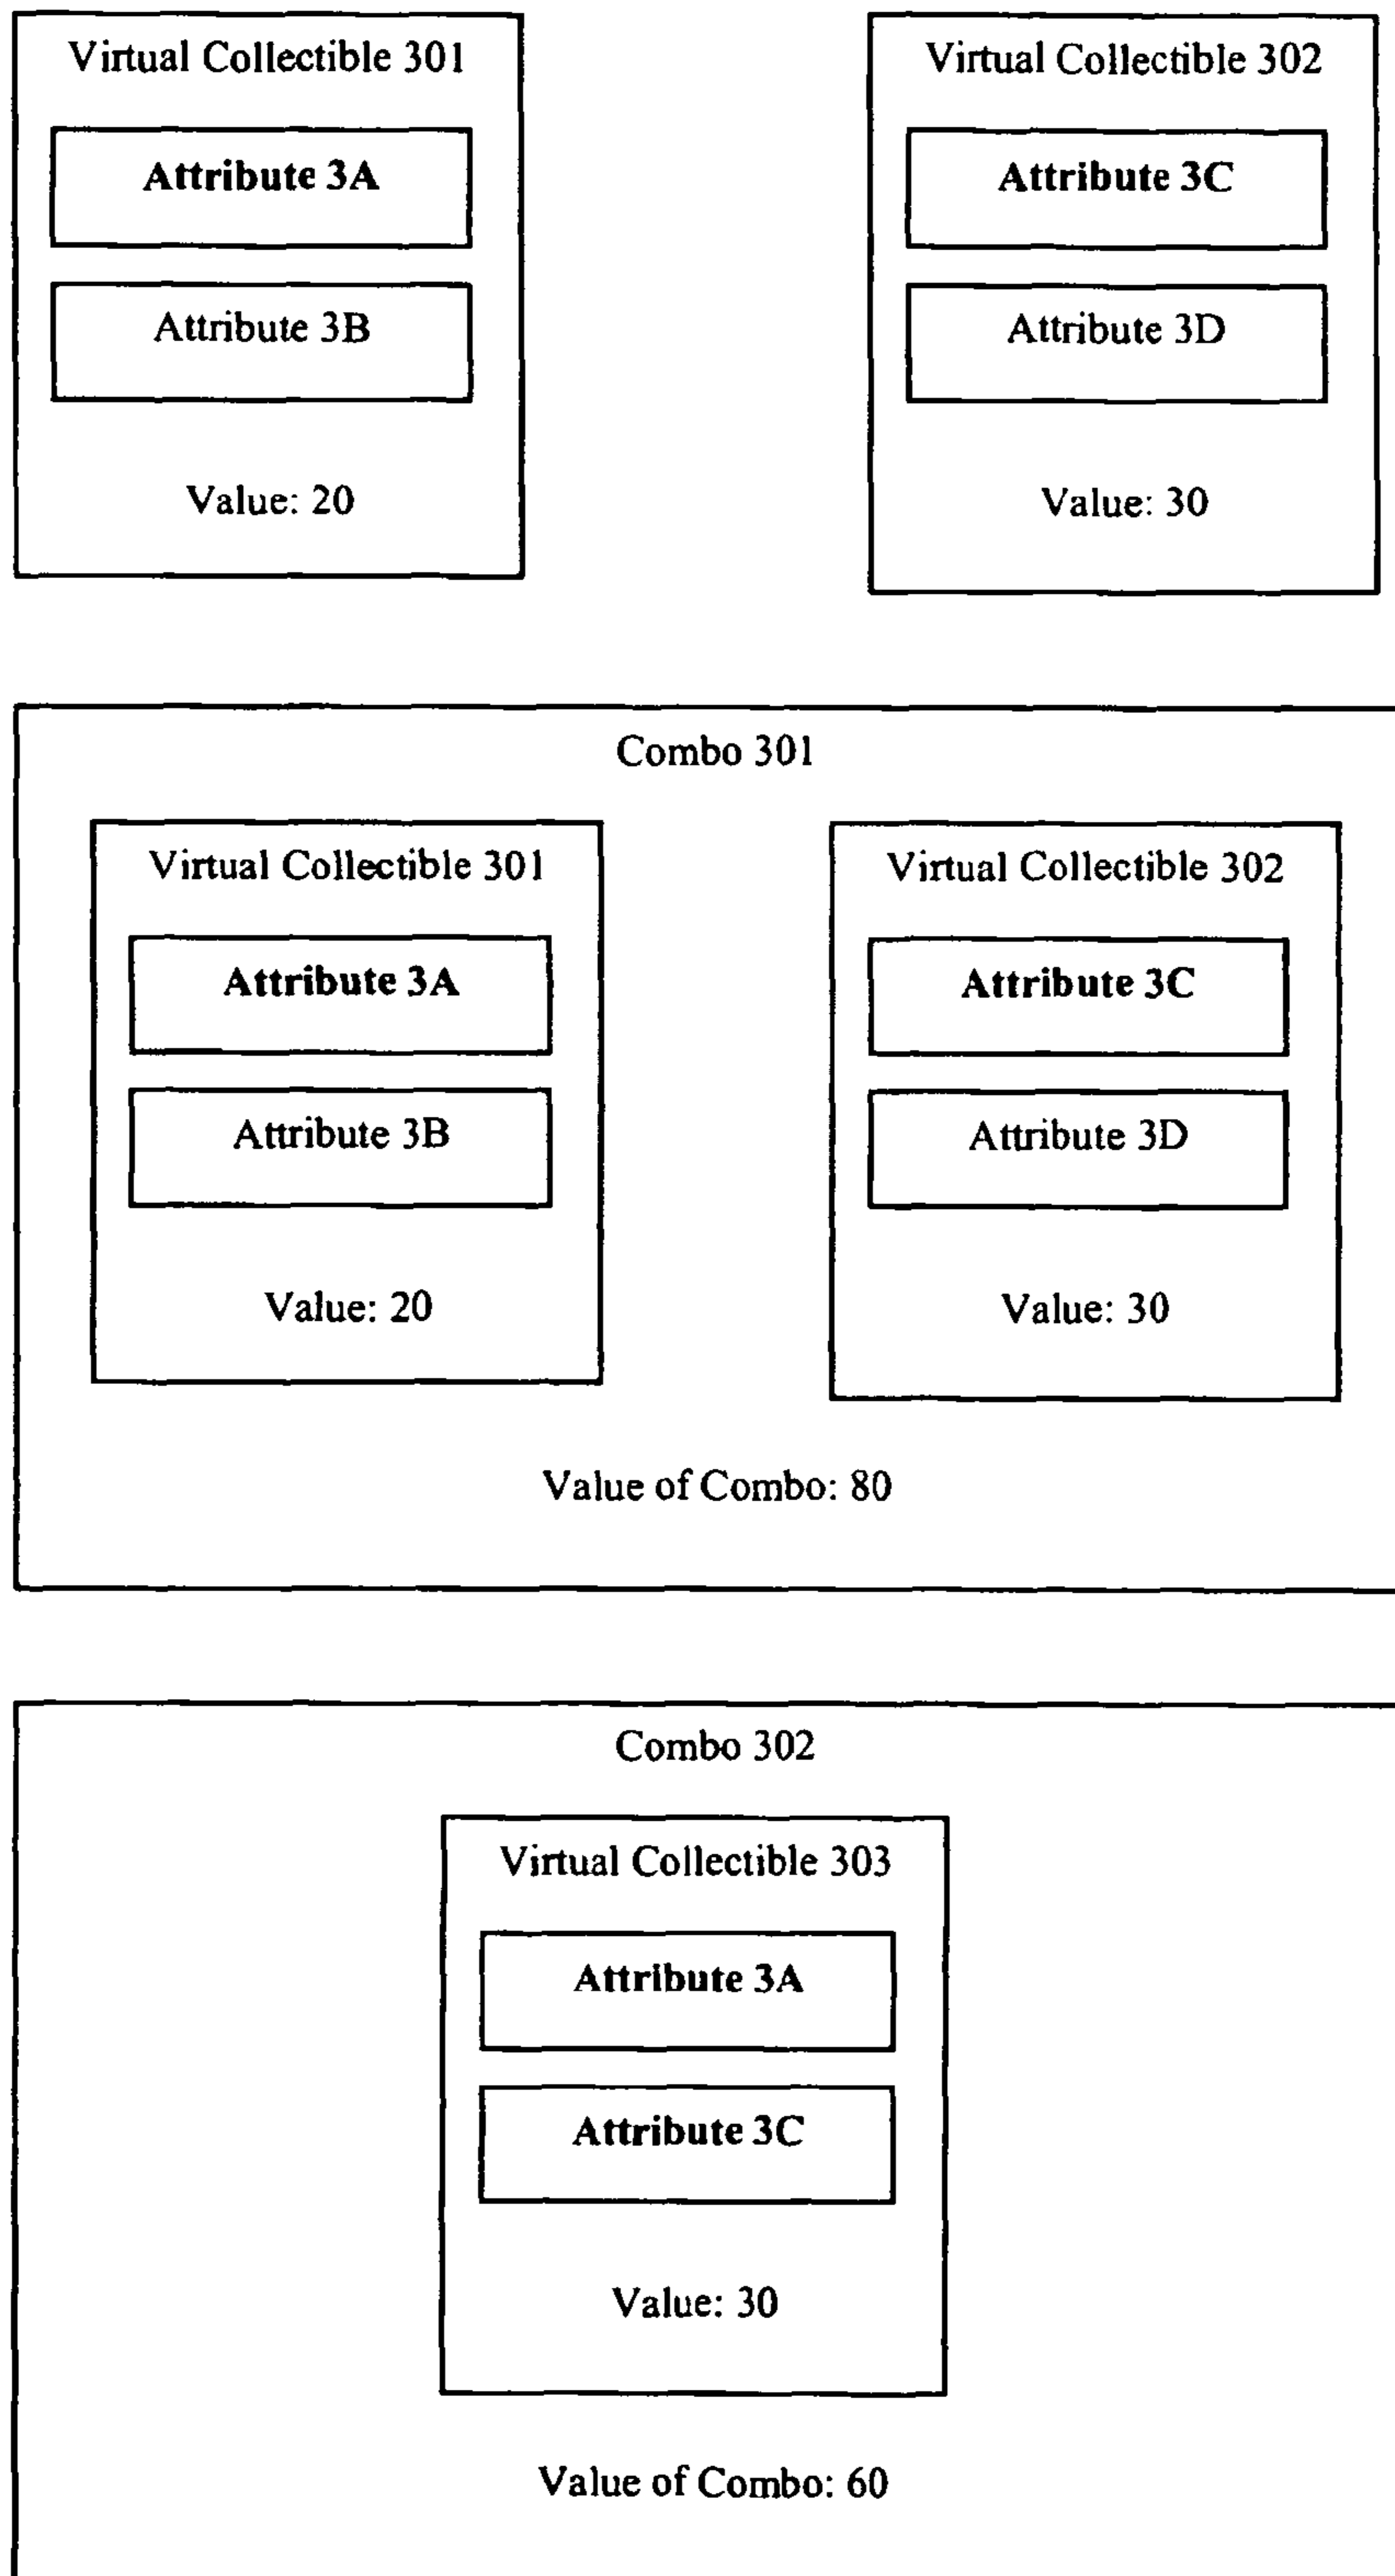 Virtual Collectible 301
Attribute 3A
Attribute 3B
Value: 20
Virtual Collectible 302
Attribute 3C
Attribute 3D
Value: 30
Combo 301
Virtual Collectible 301
Attribute 3A
Attribute 3B
Value: 20
Virtual Collectible 302
Attribute 3C
Attribute 3D
Value: 30
Value of Combo: 80
Combo 302
Virtual Collectible 303
Attribute 3A
Attribute 3C
Value: 30
Value of Combo: 60